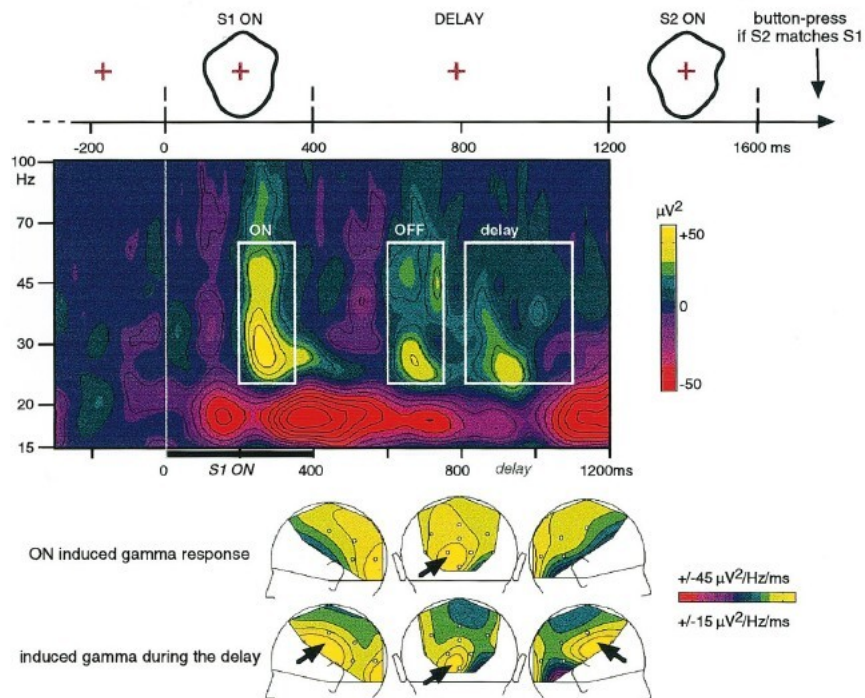 S1 ON
DELAY
S2 ON
button-press
if S2 matches S1
-200
0
400
800
1200
1600 ms
100
Hz
70
45
30
20
15
ON
OFF
delay
µV²
+50
0
-50
0
S1 ON
400
800
delay
1200ms
ON induced gamma response
+/-45 µV²/Hz/ms
+/-15 µV²/Hz/ms
induced gamma during the delay